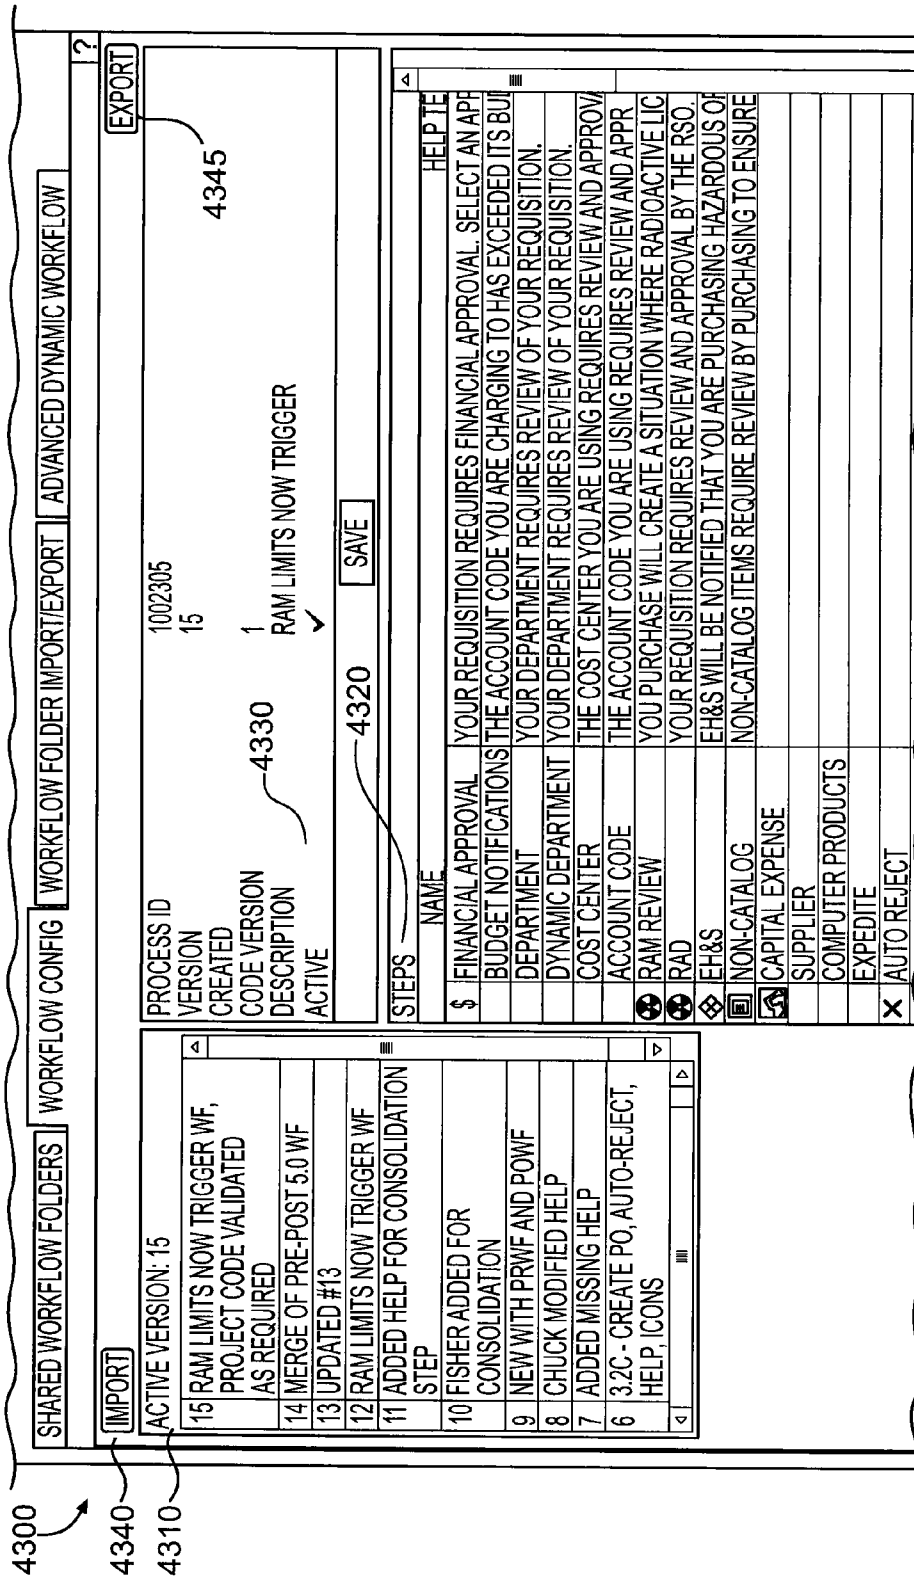 4300
SHARED WORKFLOW FOLDERS
WORKFLOW CONFIG
WORKFLOW FOLDER IMPORT/EXPORT
ADVANCED DYNAMIC WORKFLOW
?
4340
IMPORT
EXPORT
4345
4310
ACTIVE VERSION: 15
15 RAM LIMITS NOW TRIGGER WF,
PROJECT CODE VALIDATED
AS REQUIRED
14 MERGE OF PRE-POST 5.0 WF
13 UPDATED #13
12 RAM LIMITS NOW TRIGGER WF
11 ADDED HELP FOR CONSOLIDATION
STEP
10 FISHER ADDED FOR
CONSOLIDATION
9 NEW WITH PRWF AND POWF
8 CHUCK MODIFIED HELP
7 ADDED MISSING HELP
6 3.2C - CREATE PO, AUTO-REJECT,
HELP, ICONS
PROCESS ID 1002305
VERSION 15
CREATED
CODE VERSION 1
DESCRIPTION RAM LIMITS NOW TRIGGER
ACTIVE ✓
4330
4320
SAVE
STEPS
NAME HELP TE
$ FINANCIAL APPROVAL YOUR REQUISITION REQUIRES FINANCIAL APPROVAL. SELECT AN APP
BUDGET NOTIFICATIONS THE ACCOUNT CODE YOU ARE CHARGING TO HAS EXCEEDED ITS BUD
DEPARTMENT YOUR DEPARTMENT REQUIRES REVIEW OF YOUR REQUISITION.
DYNAMIC DEPARTMENT YOUR DEPARTMENT REQUIRES REVIEW OF YOUR REQUISITION.
COST CENTER THE COST CENTER YOU ARE USING REQUIRES REVIEW AND APPROVA
ACCOUNT CODE THE ACCOUNT CODE YOU ARE USING REQUIRES REVIEW AND APPR
RAM REVIEW YOU PURCHASE WILL CREATE A SITUATION WHERE RADIOACTIVE LIC
RAD YOUR REQUISITION REQUIRES REVIEW AND APPROVAL BY THE RSO.
EH&S EH&S WILL BE NOTIFIED THAT YOU ARE PURCHASING HAZARDOUS OR
NON-CATALOG NON-CATALOG ITEMS REQUIRE REVIEW BY PURCHASING TO ENSURE
CAPITAL EXPENSE
SUPPLIER
COMPUTER PRODUCTS
EXPEDITE
X AUTO REJECT